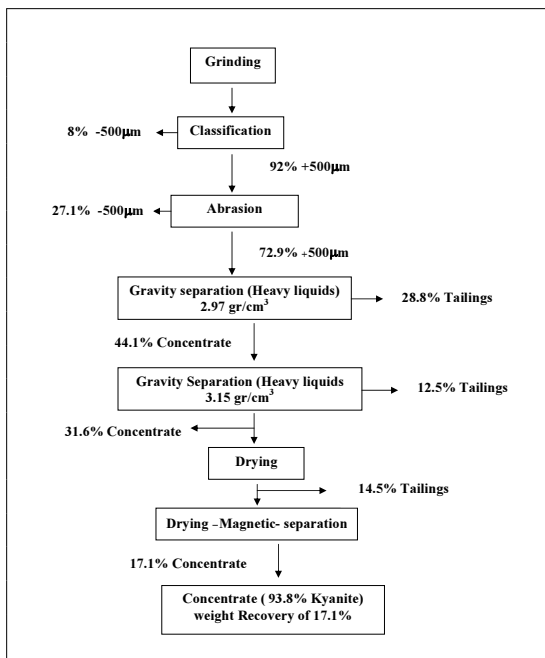 Grinding
8% -500μm
Classification
92% +500μm
27.1% -500μm
Abrasion
72.9% +500μm
Gravity separation (Heavy liquids)
2.97 gr/cm³
28.8% Tailings
44.1% Concentrate
Gravity Separation (Heavy liquids
3.15 gr/cm³
12.5% Tailings
31.6% Concentrate
Drying
14.5% Tailings
Drying –Magnetic- separation
17.1% Concentrate
Concentrate ( 93.8% Kyanite)
weight Recovery of 17.1%